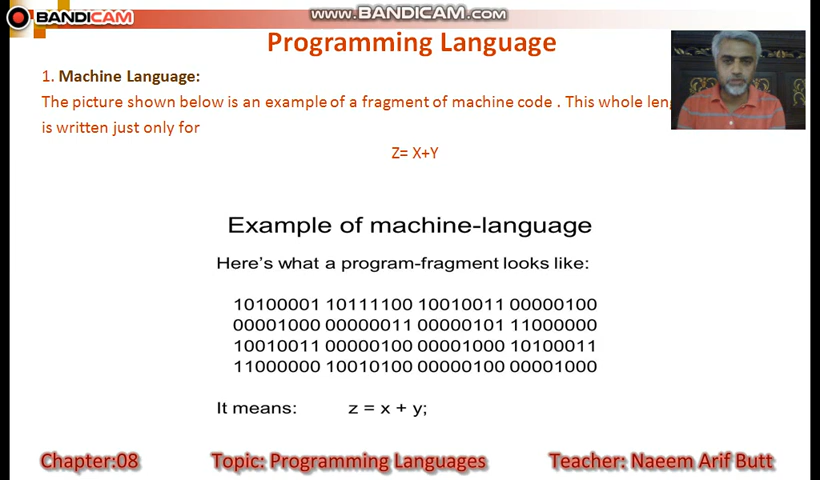 BANDICAM
WWW.BANDICAM.COM
Programming Language
1. Machine Language:
The picture shown below is an example of a fragment of machine code . This whole
is written just only for
Z= X+Y
Example of machine-language
Here's what a program-fragment looks like:
10100001 10111100 10010011 00000100
00001000 00000011 00000101 11000000
10010011 00000100 00001000 10100011
11000000 10010100 00000100 00001000
It means: z = x + y;
Chapter:08 Topic: Programming Languages Teacher: Naeem Arif Butt